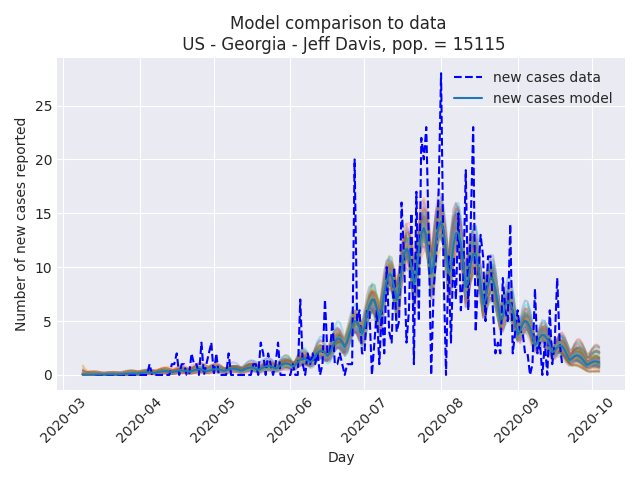 Model comparison to data
US - Georgia - Jeff Davis, pop. = 15115
new cases data
new cases model
Number of new cases reported
25
20
15
10
5
0
2020-03
2020-04
2020-05
2020-06
2020-07
2020-08
2020-09
2020-10
Day